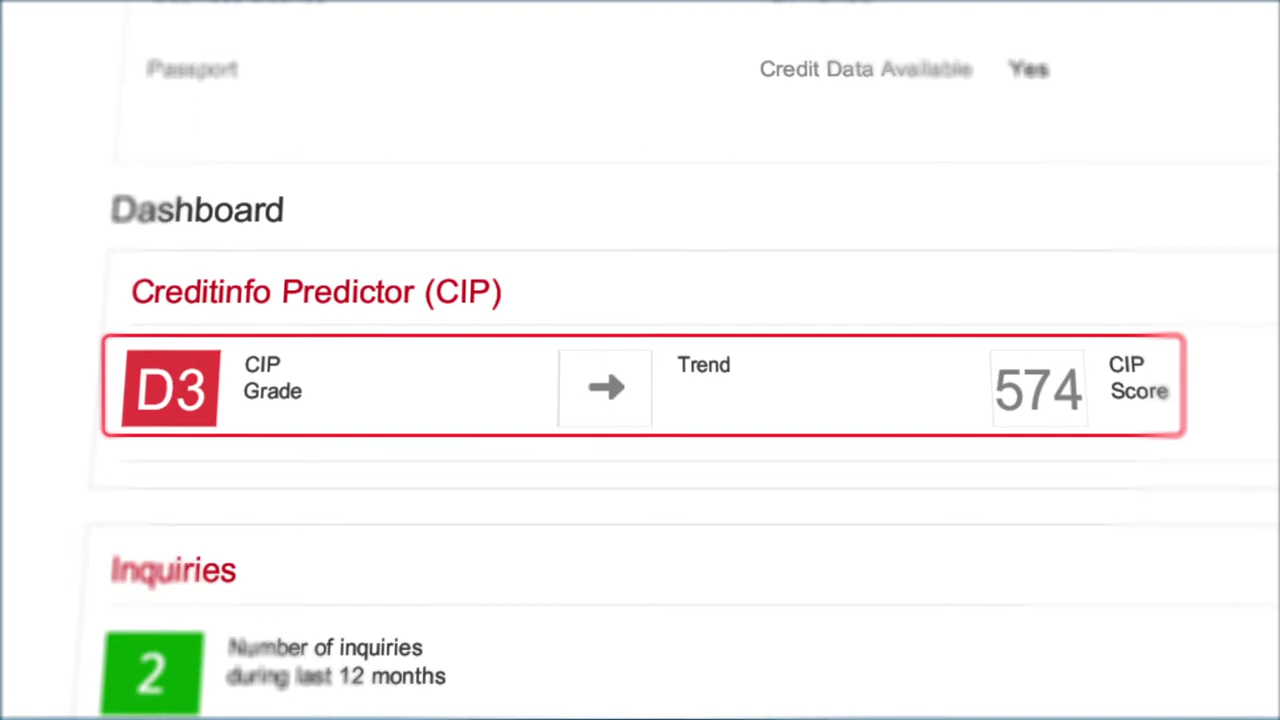 Passport
Credit Data Available Yes
Dashboard
Creditinfo Predictor (CIP)
D3 CIP Grade
Trend
574 CIP Score
Inquiries
2 Number of inquiries
during last 12 months